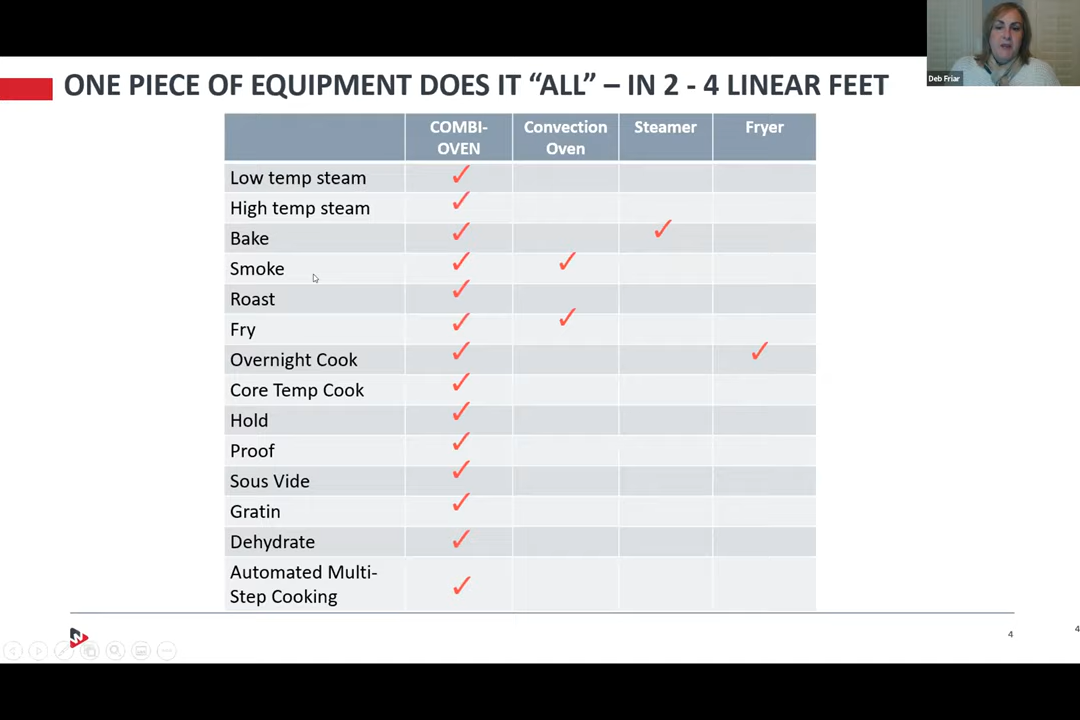 Deb Friar
ONE PIECE OF EQUIPMENT DOES IT “ALL” – IN 2 - 4 LINEAR FEET
COMBI-
OVEN
Convection
Oven
Steamer
Fryer
Low temp steam ✓
High temp steam ✓
Bake ✓ ✓
Smoke ✓ ✓
Roast ✓
Fry ✓ ✓
Overnight Cook ✓ ✓
Core Temp Cook ✓
Hold ✓
Proof ✓
Sous Vide ✓
Gratin ✓
Dehydrate ✓
Automated Multi-
Step Cooking ✓
4
4